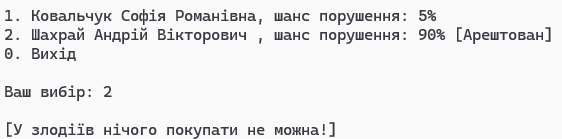 1. Ковальчук Софія Романівна, шанс порушення: 5%
2. Шахрай Андрій Вікторович , шанс порушення: 90% [Арештован]
0. Вихід
Ваш вибір: 2
[У злодіїв нічого покупати не можна!]